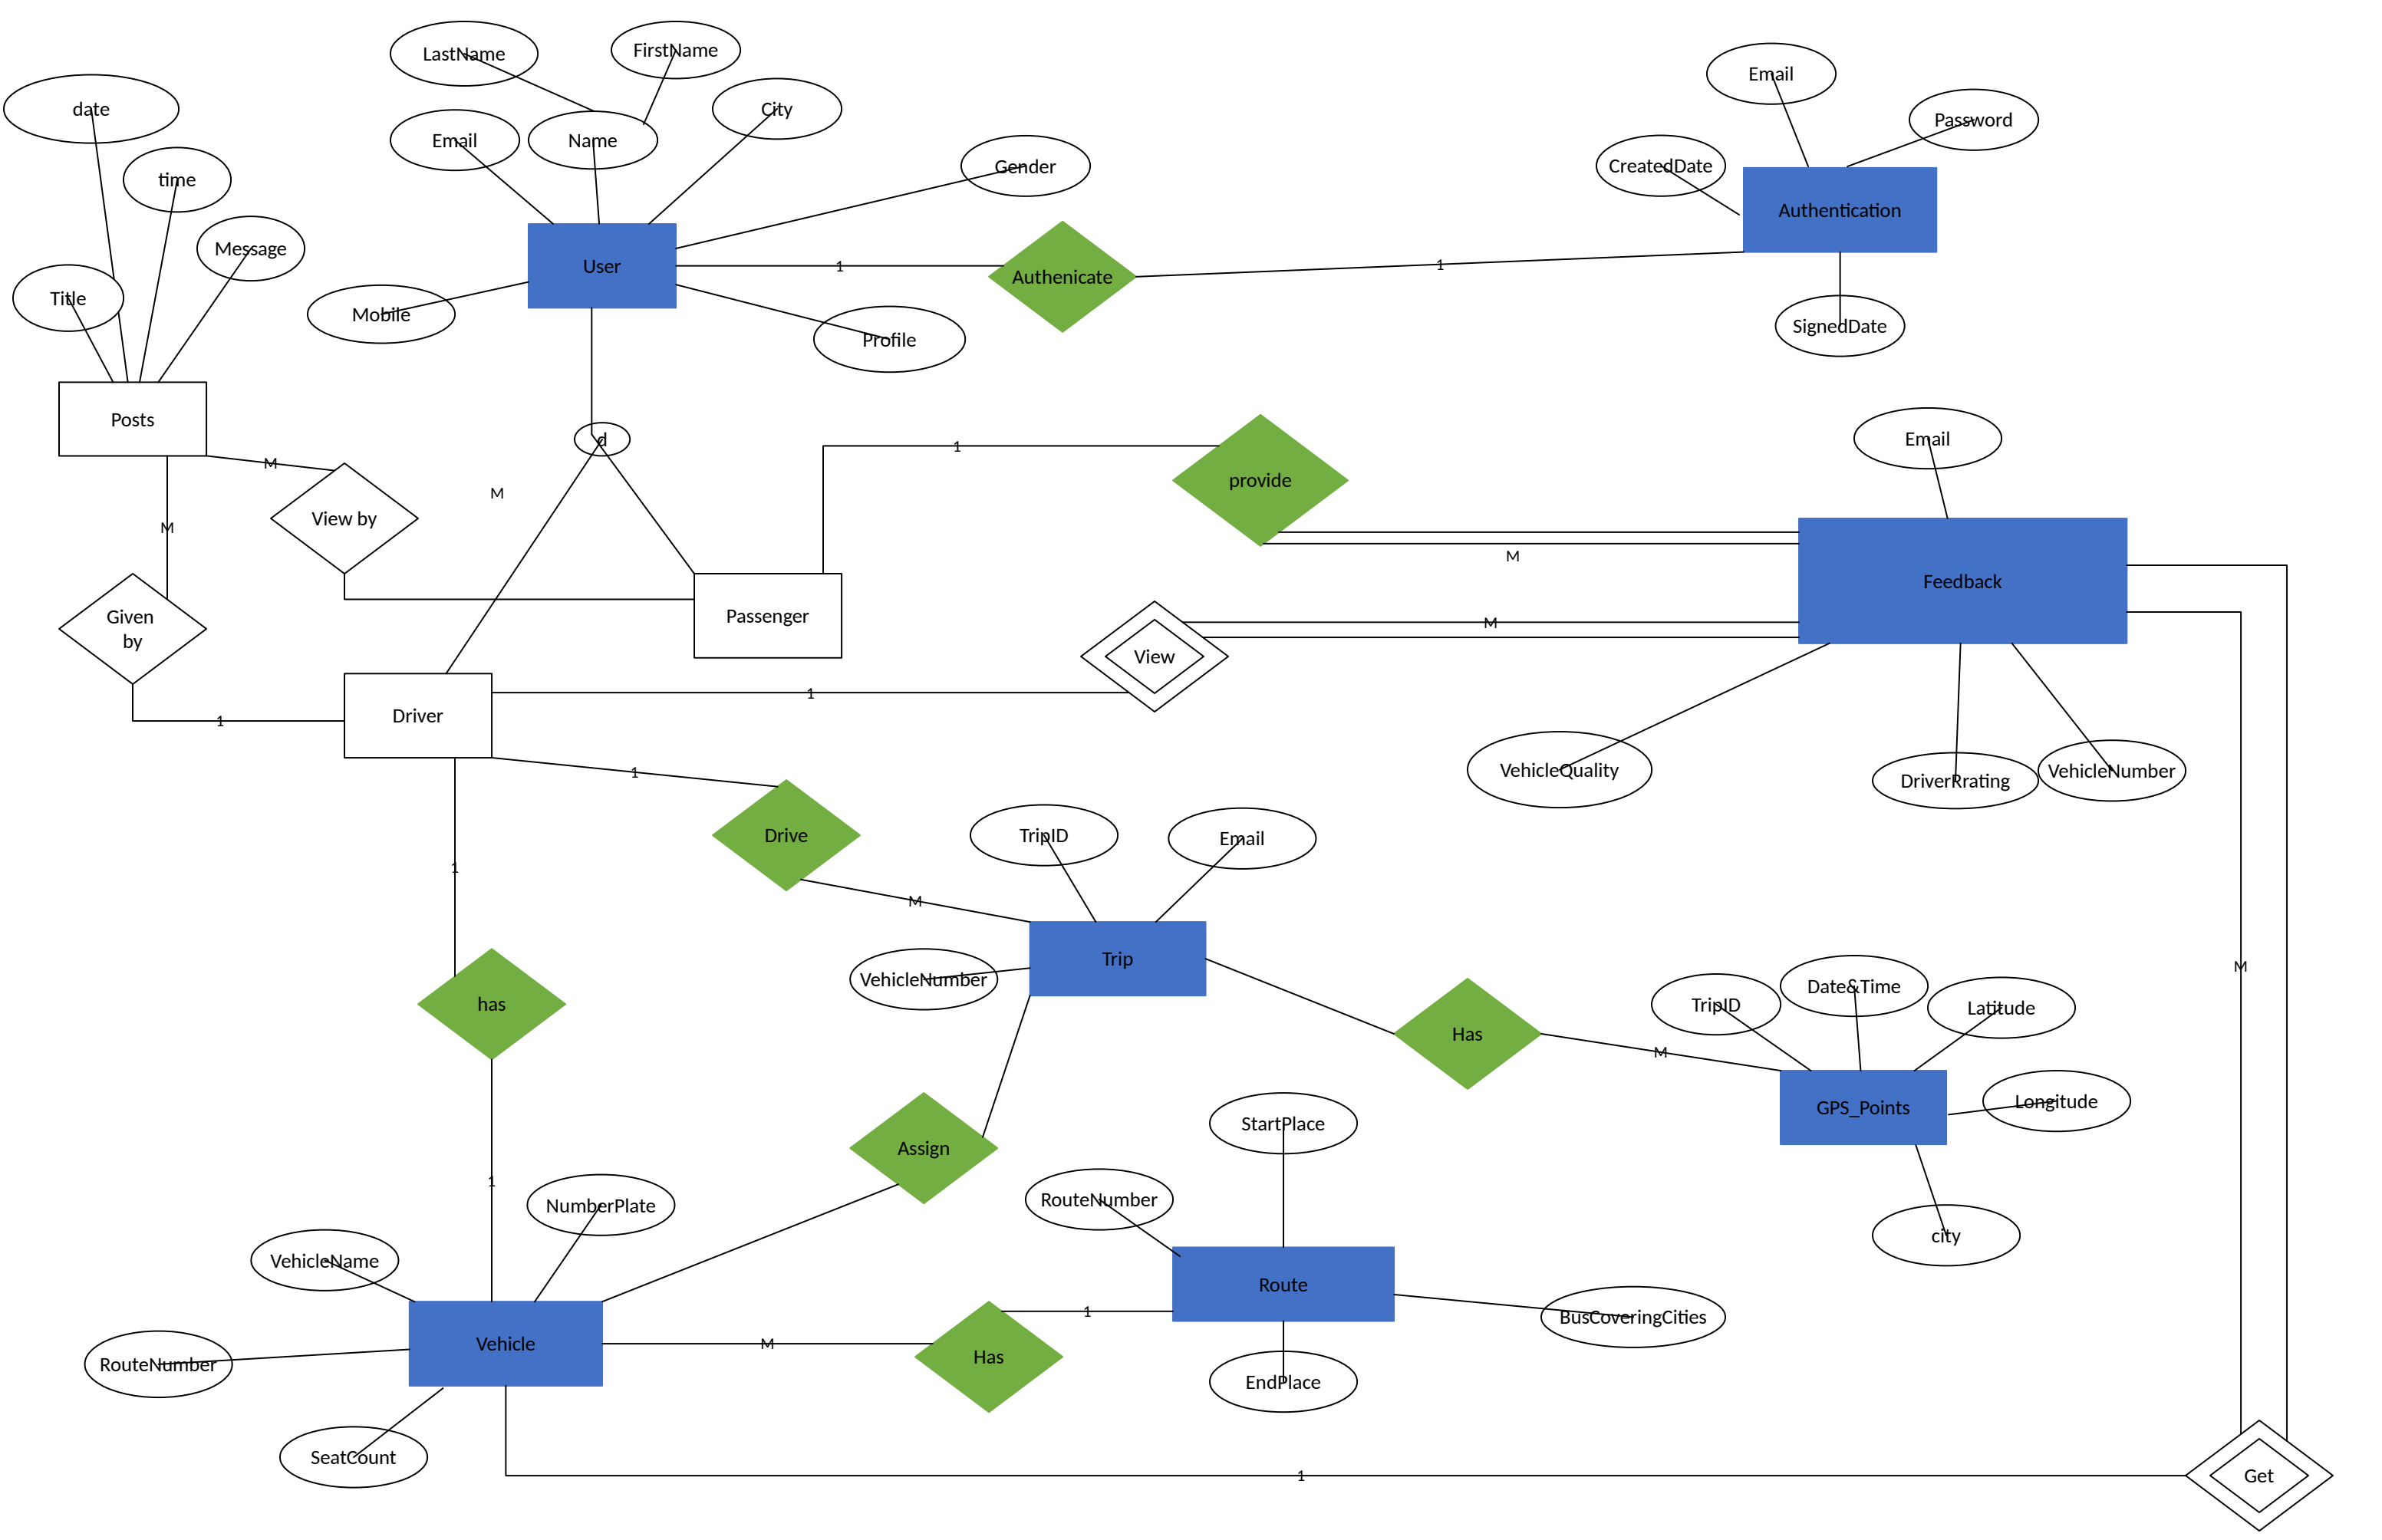 LastName
FirstName
date
Email
Name
City
Email
Password
time
Gender
CreatedDate
Message
Authentication
User
1
Authenicate
1
Title
Mobile
Profile
SignedDate
Posts
d
1
Email
M
M
provide
View by
M
M
Feedback
Given
by
Passenger
M
View
1
Driver
1
1
VehicleQuality
DriverRrating
VehicleNumber
Drive
TripID
Email
1
M
Trip
M
VehicleNumber
Date&Time
has
TripID
Latitude
Has
M
GPS_Points
Longitude
StartPlace
Assign
1
NumberPlate
RouteNumber
city
VehicleName
Route
1
BusCoveringCities
Vehicle
M
Has
RouteNumber
EndPlace
SeatCount
1
Get